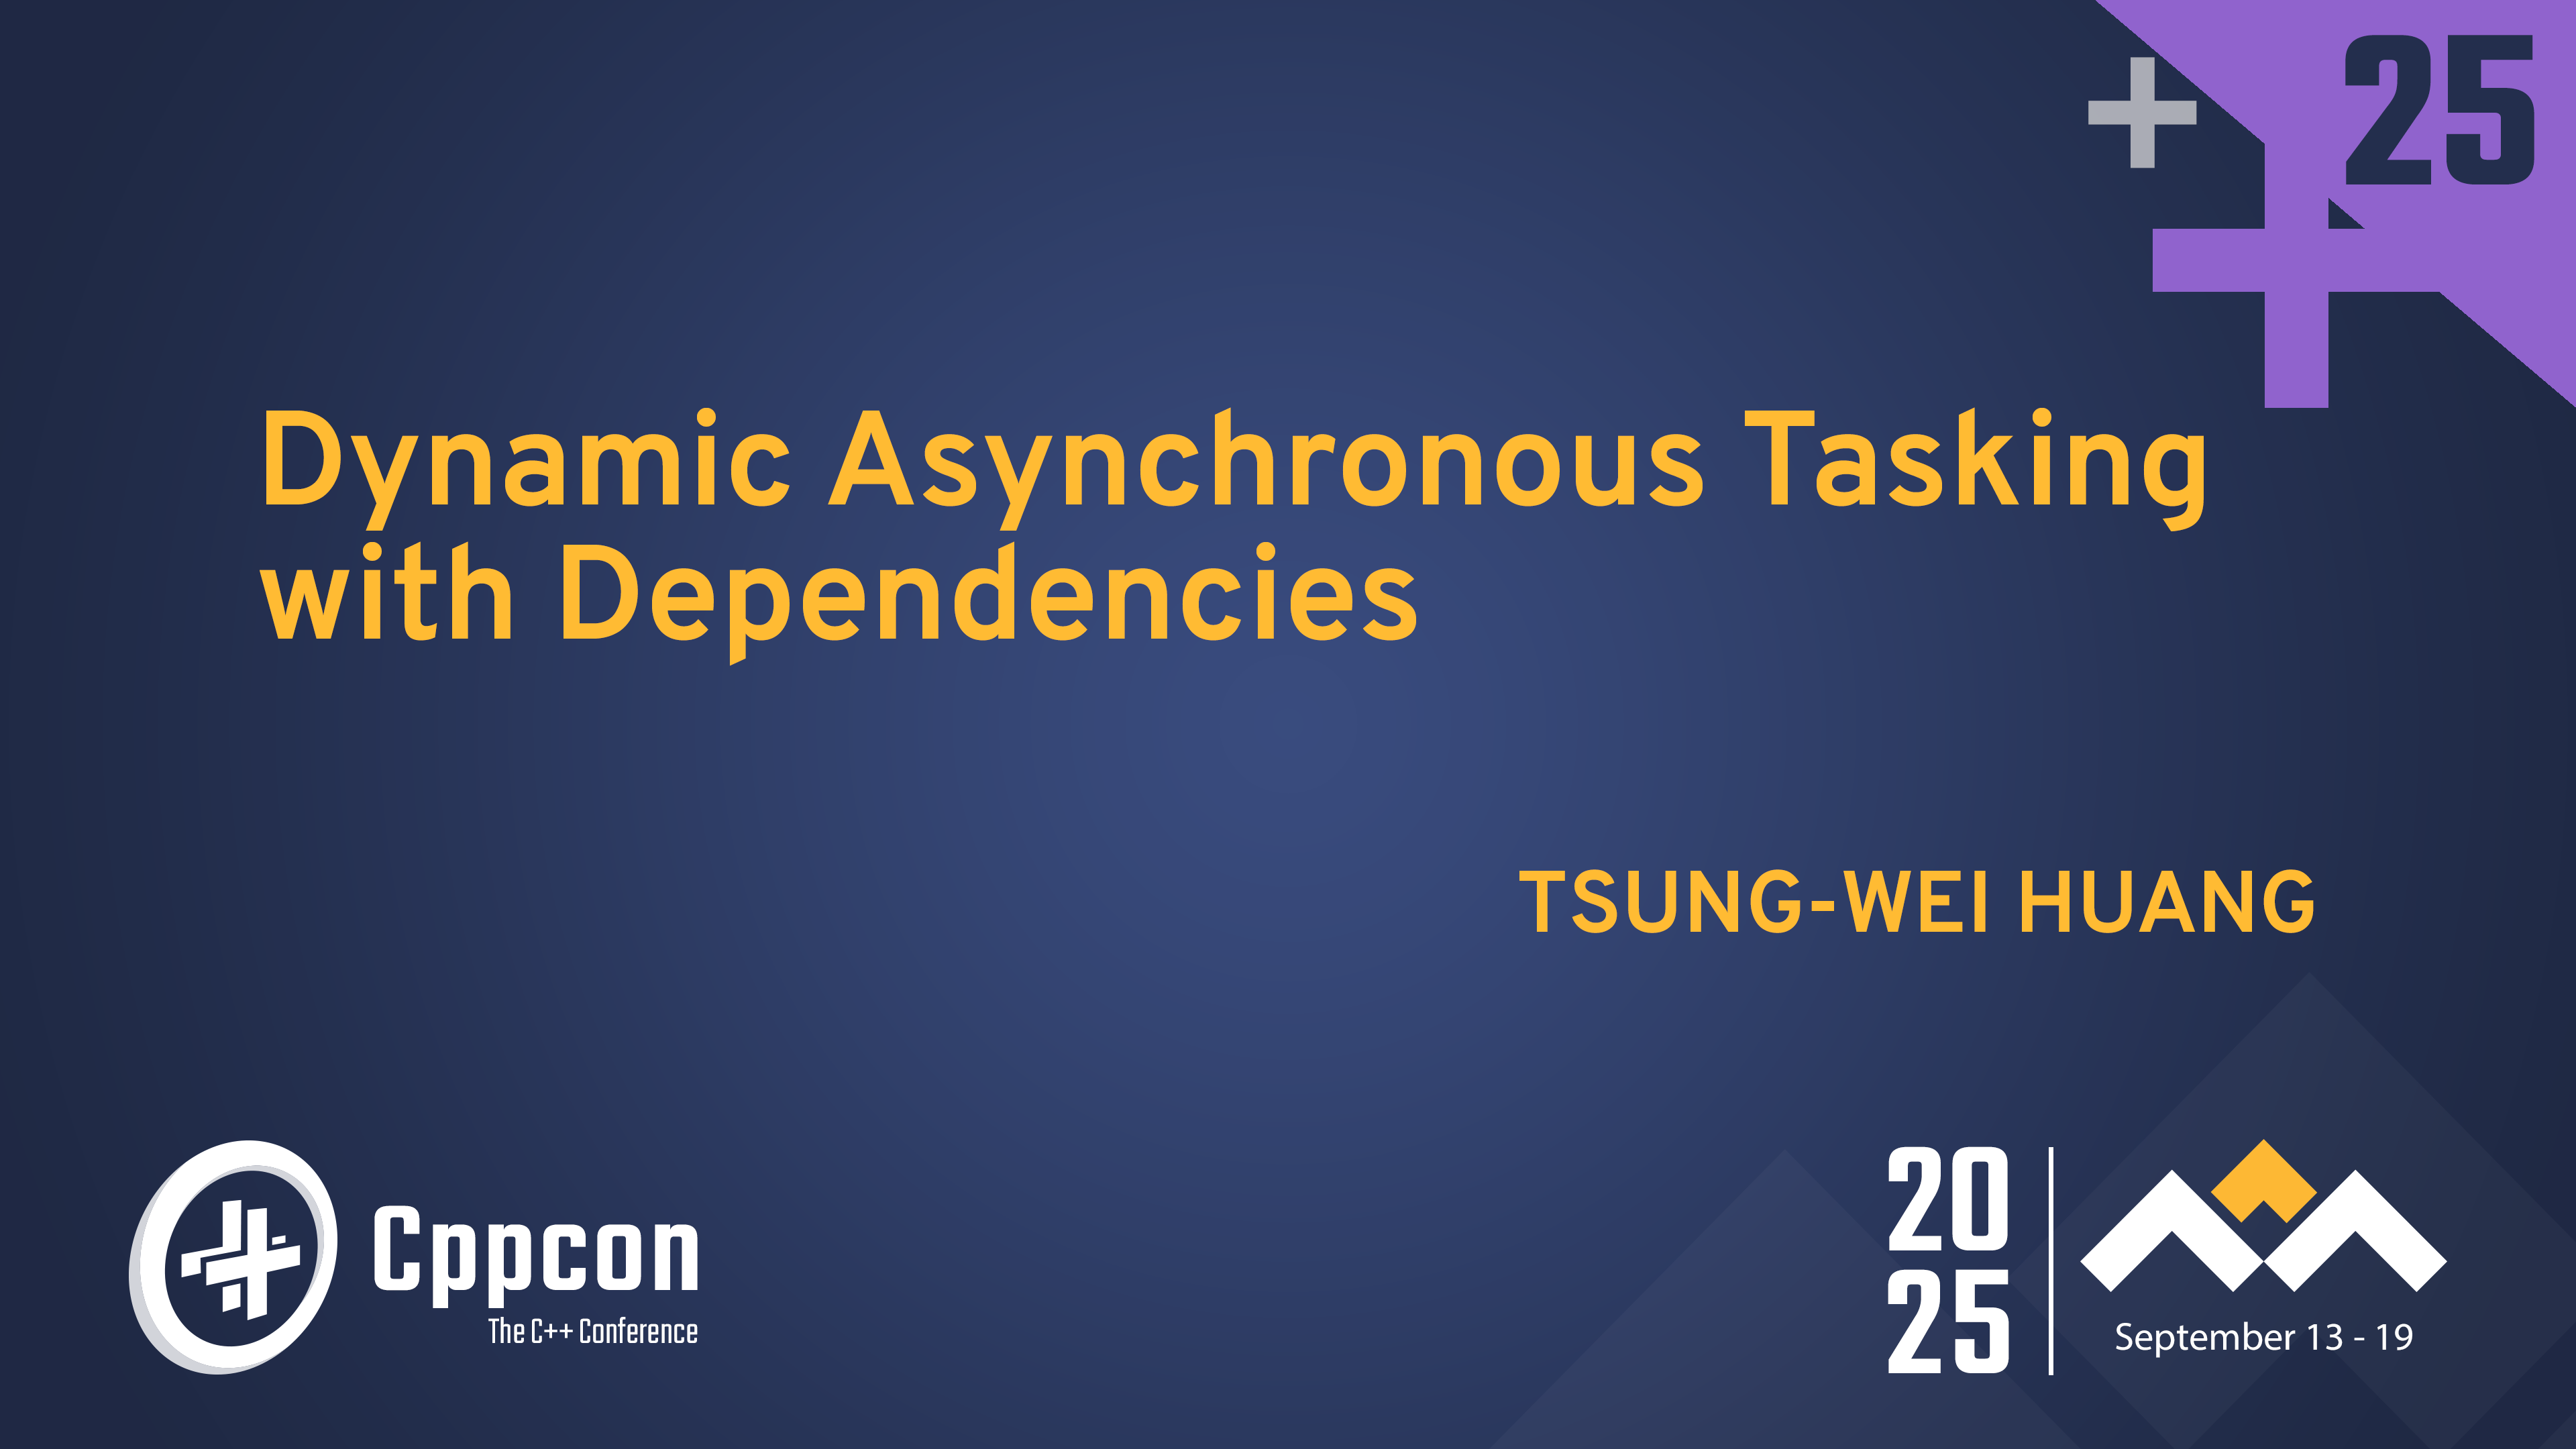 25
Dynamic Asynchronous Tasking
with Dependencies
TSUNG-WEI HUANG
Cppcon
The C++ Conference
20
25
September 13 - 19